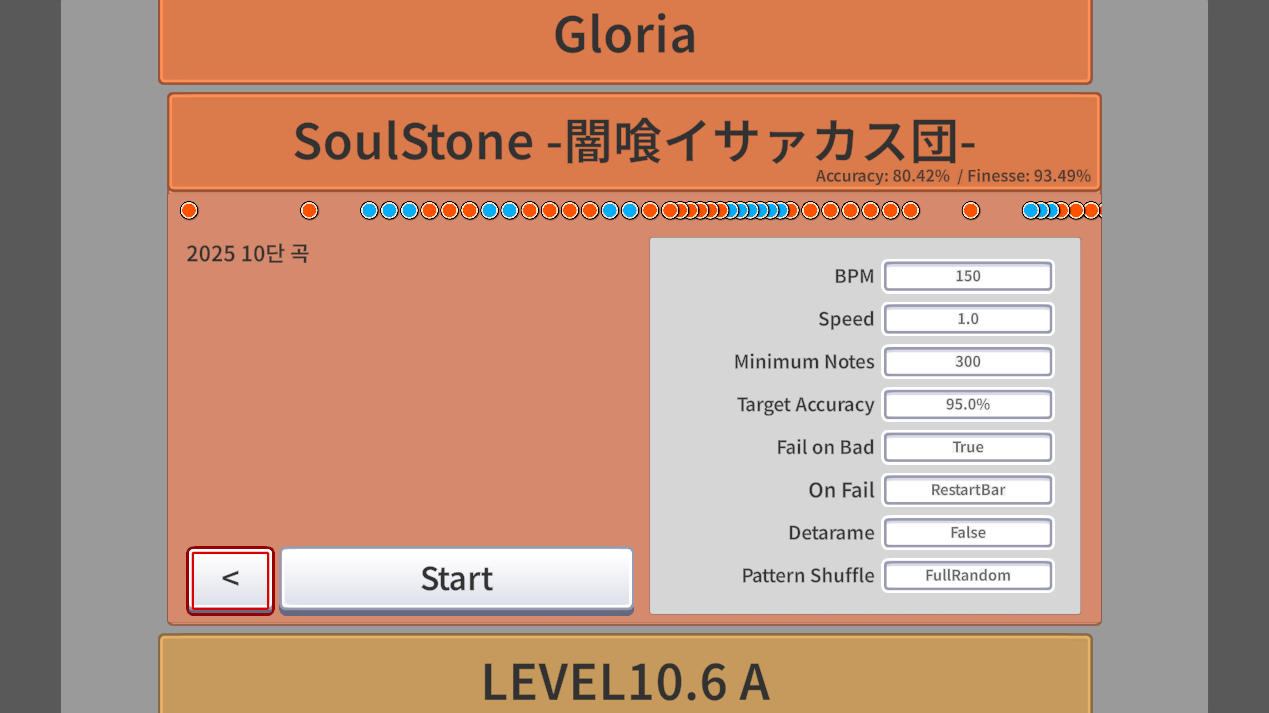 Gloria
SoulStone -闇喰イサァカス団-
Accuracy: 80.42% / Finesse: 93.49%
2025 10단 곡
BPM 150
Speed 1.0
Minimum Notes 300
Target Accuracy 95.0%
Fail on Bad True
On Fail RestartBar
Detarame False
Pattern Shuffle FullRandom
< Start
LEVEL10.6 A